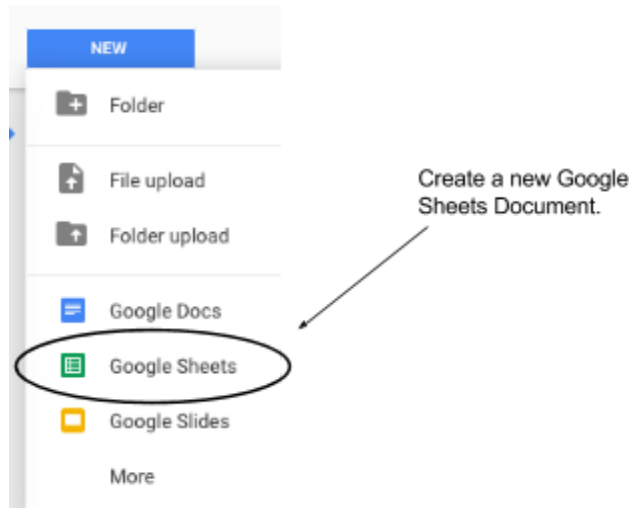 NEW
Folder
File upload
Folder upload
Google Docs
Google Sheets
Google Slides
More
Create a new Google
Sheets Document.